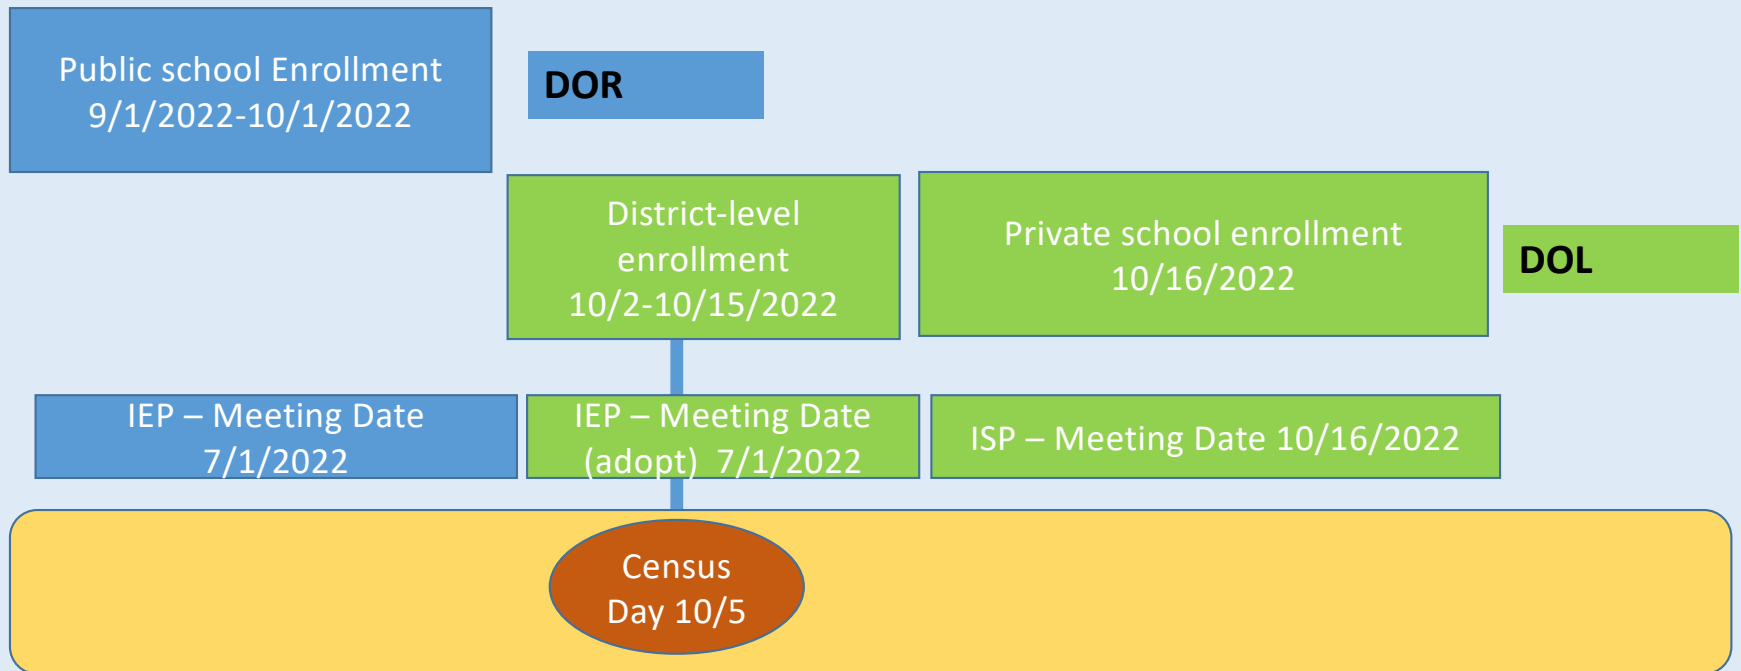 Public school Enrollment
9/1/2022-10/1/2022
DOR
District-level
enrollment
10/2-10/15/2022
Private school enrollment
10/16/2022
DOL
IEP – Meeting Date
7/1/2022
IEP – Meeting Date
(adopt)  7/1/2022
ISP – Meeting Date 10/16/2022
Census
Day 10/5